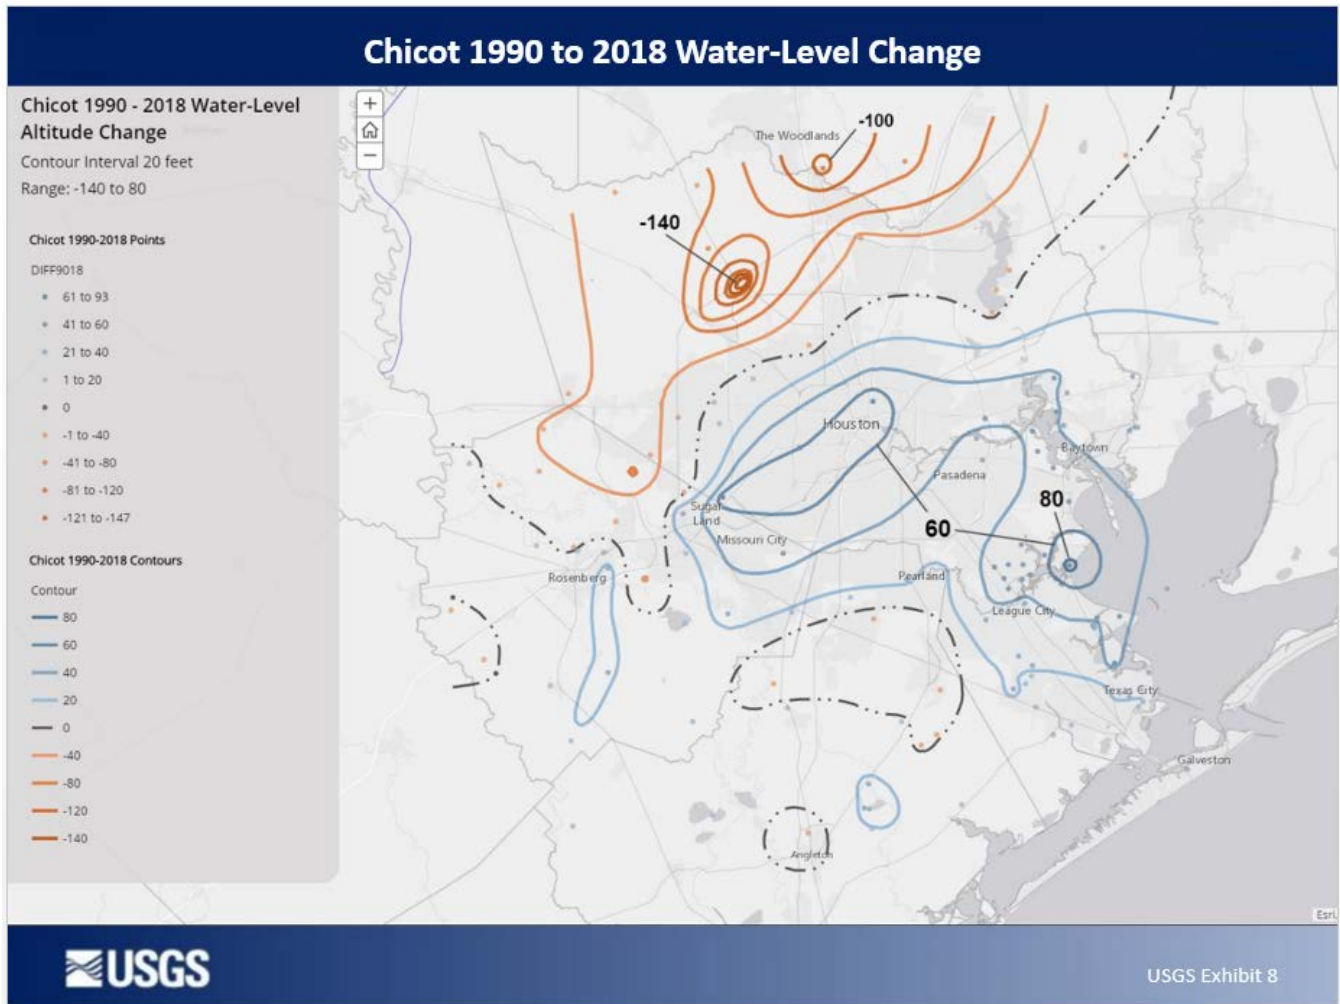 Chicot 1990 to 2018 Water-Level Change
Chicot 1990 - 2018 Water-Level
Altitude Change
Contour Interval 20 feet
Range: -140 to 80
Chicot 1990-2018 Points
DIFF9018
61 to 93
41 to 60
21 to 40
1 to 20
0
-1 to -40
-41 to -80
-81 to -120
-121 to -147
Chicot 1990-2018 Contours
Contour
80
60
40
20
0
-40
-80
-120
-140
+
−
The Woodlands
-100
-140
Houston
Baytown
Pasadena
80
Sugar
Land
60
Missouri City
Rosenberg
Pearland
League City
Texas City
Galveston
Angleton
Esri
USGS
USGS Exhibit 8